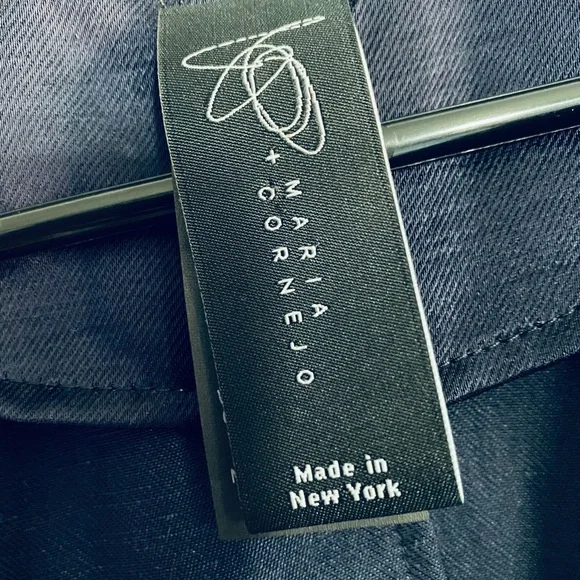 + MARIA
CORNEJO
Made in
New York